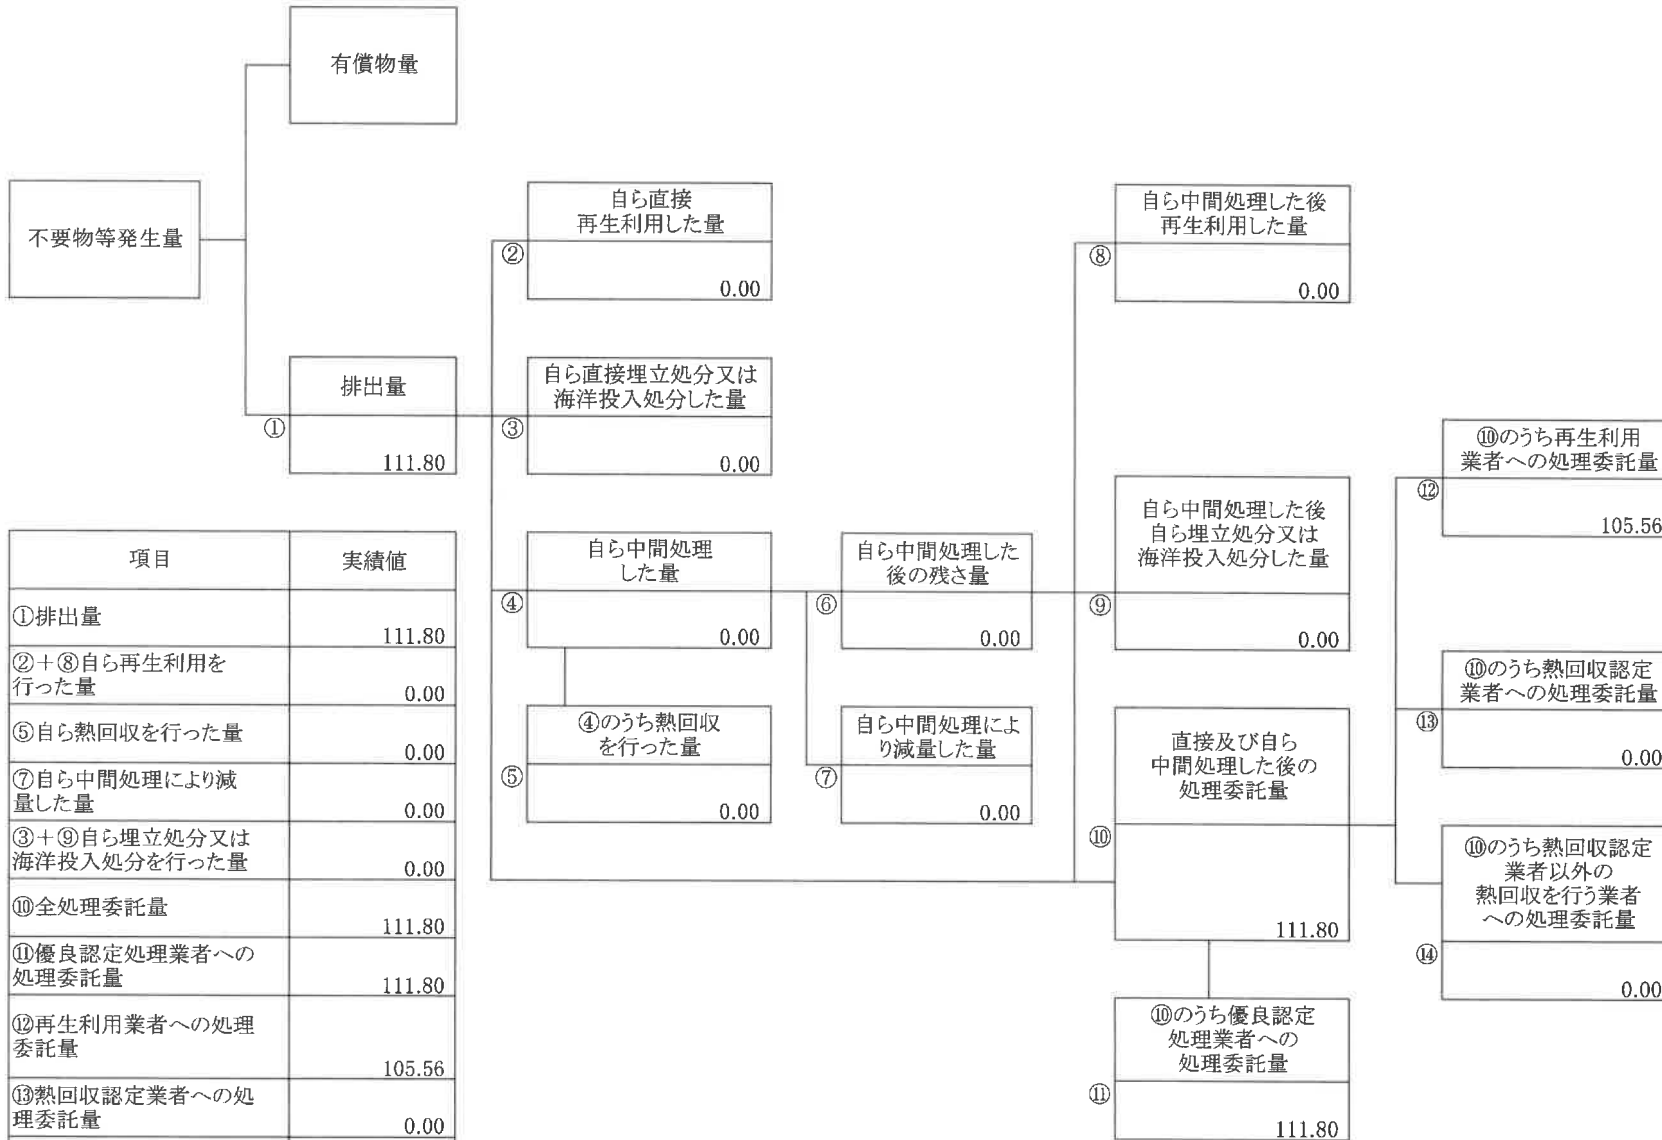 有償物量
不要物等発生量
排出量
①
111.80
自ら直接
再生利用した量
②
0.00
自ら直接埋立処分又は
海洋投入処分した量
③
0.00
自ら中間処理
した量
④
0.00
④のうち熱回収
を行った量
⑤
0.00
自ら中間処理した
後の残さ量
⑥
0.00
自ら中間処理によ
り減量した量
⑦
0.00
自ら中間処理した後
再生利用した量
⑧
0.00
自ら中間処理した後
自ら埋立処分又は
海洋投入処分した量
⑨
0.00
直接及び自ら
中間処理した後の
処理委託量
⑩
111.80
⑩のうち優良認定
処理業者への
処理委託量
⑪
111.80
⑩のうち再生利用
業者への処理委託量
⑫
105.56
⑩のうち熱回収認定
業者への処理委託量
⑬
0.00
⑩のうち熱回収認定
業者以外の
熱回収を行う業者
への処理委託量
⑭
0.00
項目 実績値
①排出量
111.80
②+⑧自ら再生利用を
行った量
0.00
⑤自ら熱回収を行った量
0.00
⑦自ら中間処理により減
量した量
0.00
③+⑨自ら埋立処分又は
海洋投入処分を行った量
0.00
⑩全処理委託量
111.80
⑪優良認定処理業者への
処理委託量
111.80
⑫再生利用業者への処理
委託量
105.56
⑬熱回収認定業者への処
理委託量
0.00